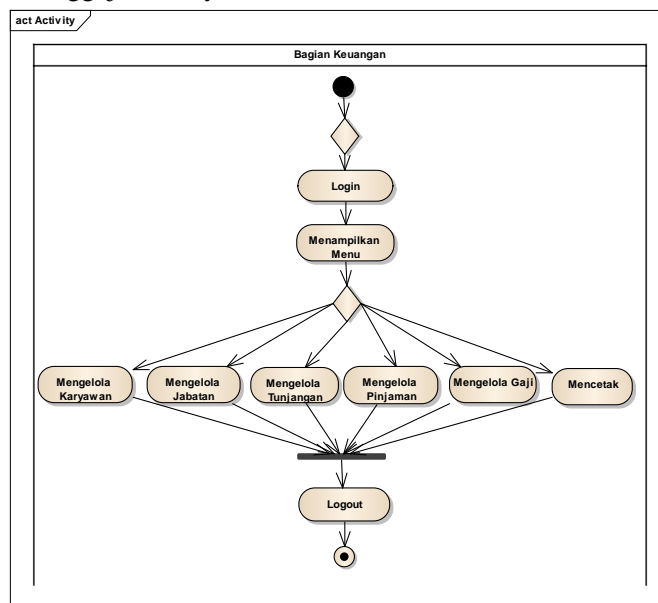 act Activity
Bagian Keuangan
Login
Menampilkan
Menu
Mengelola
Karyawan
Mengelola
Jabatan
Mengelola
Tunjangan
Mengelola
Pinjaman
Mengelola Gaji
Mencetak
Logout